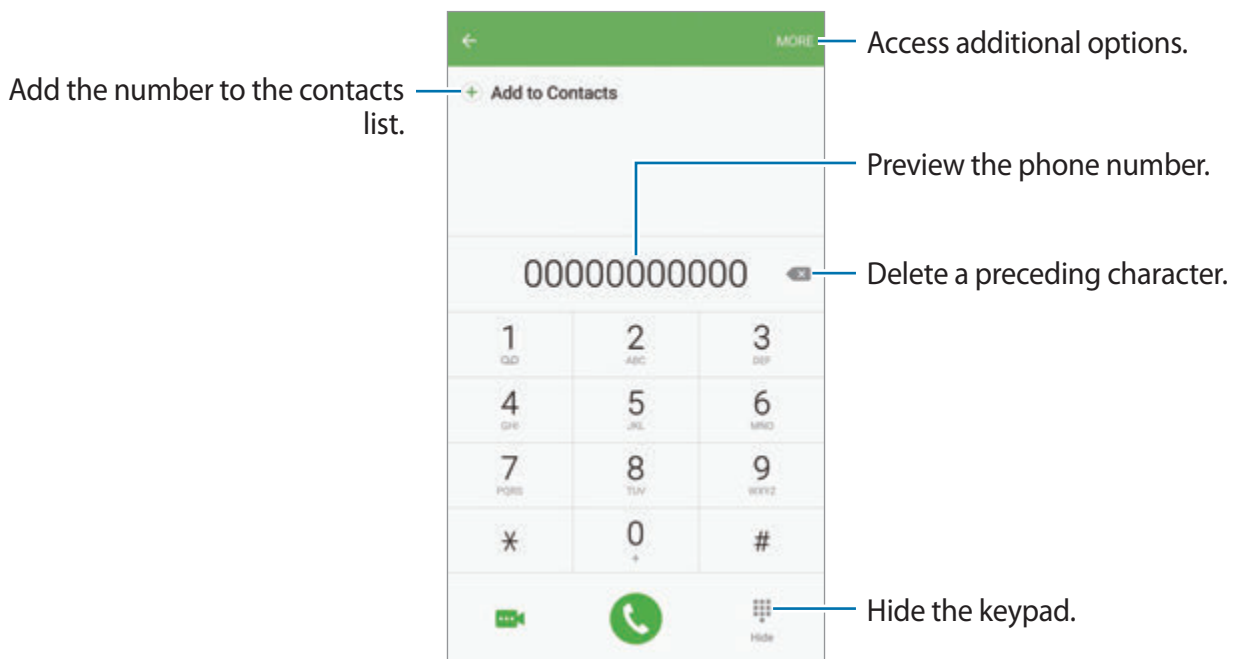 MORE
Access additional options.
Add the number to the contacts
list.
+ Add to Contacts
Preview the phone number.
00000000000
Delete a preceding character.
1 2 3
ABC DEF
4 5 6
GHI JKL MNO
7 8 9
PQRS TUV WXYZ
* 0 #
+
Hide the keypad.
Hide